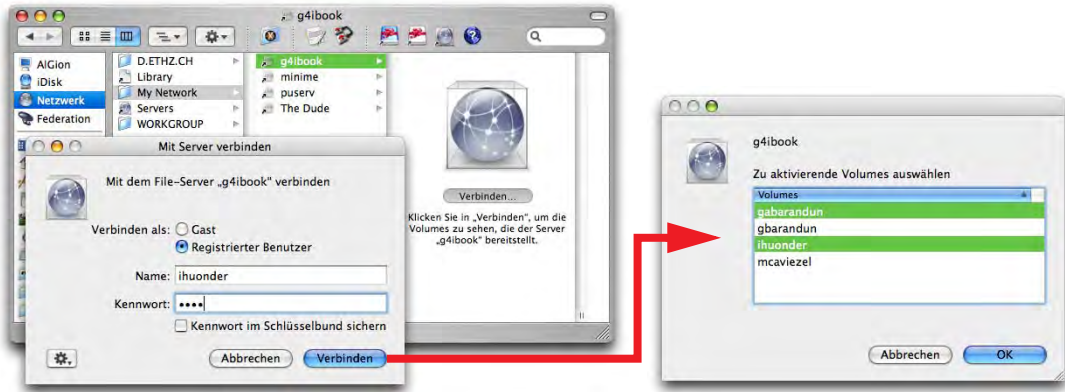 g4ibook
AlGion
iDisk
Netzwerk
Federation
D.ETHZ.CH
Library
My Network
Servers
WORKGROUP
g4ibook
minime
puserv
The Dude
Verbinden...
Klicken Sie in „Verbinden“, um die
Volumes zu sehen, die der Server
„g4ibook“ bereitstellt.
Mit Server verbinden
Mit dem File-Server „g4ibook“ verbinden
Verbinden als: Gast
Registrierter Benutzer
Name: ihuonder
Kennwort: ••••
Kennwort im Schlüsselbund sichern
Abbrechen Verbinden
g4ibook
Zu aktivierende Volumes auswählen
Volumes
gabarandun
gbarandun
ihuonder
mcaviezel
Abbrechen OK